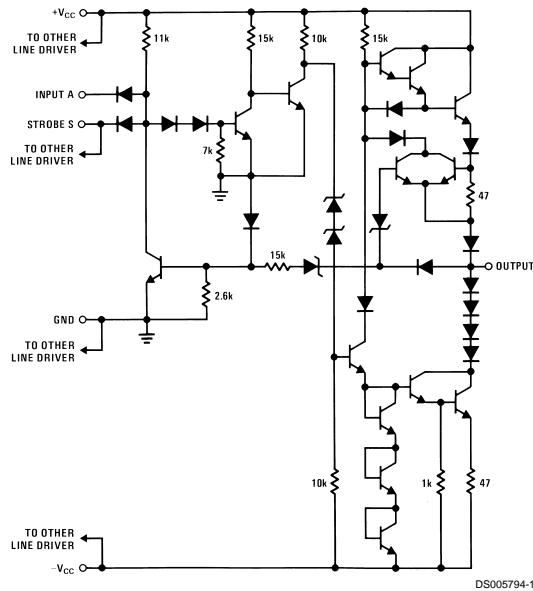 +VCC
TO OTHER
LINE DRIVER
11k
15k
10k
15k
INPUT A
STROBE S
TO OTHER
LINE DRIVER
7k
47
15k
OUTPUT
2.6k
GND
TO OTHER
LINE DRIVER
10k
1k
47
TO OTHER
LINE DRIVER
−VCC
DS005794-1